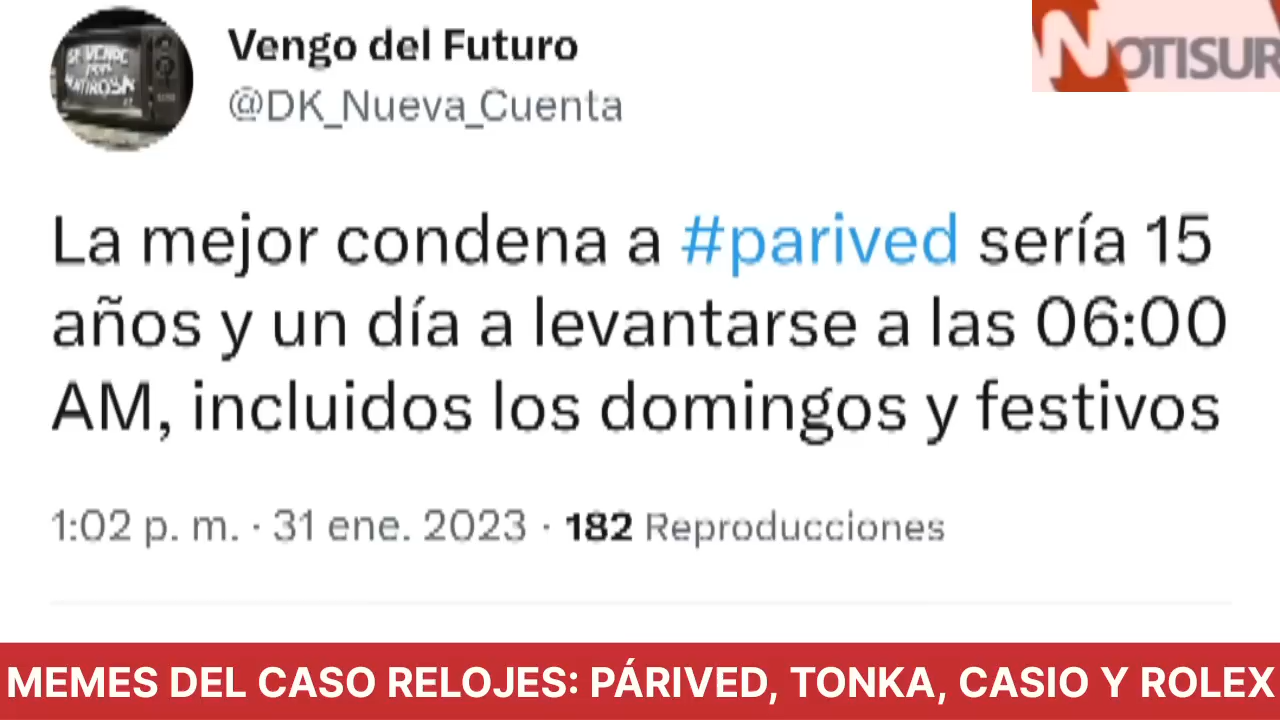 Vengo del Futuro
@DK_Nueva_Cuenta
NOTISUR
SE VENDE
La mejor condena a #parived sería 15
años y un día a levantarse a las 06:00
AM, incluidos los domingos y festivos
1:02 p. m. · 31 ene. 2023 · 182 Reproducciones
MEMES DEL CASO RELOJES: PÁRIVED, TONKA, CASIO Y ROLEX